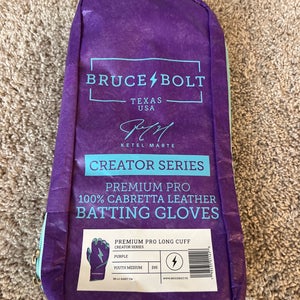 BRUCE BOLT
TEXAS
USA
KETEL MARTE
CREATOR SERIES
PREMIUM PRO
100% CABRETTA LEATHER
BATTING GLOVES
PREMIUM PRO LONG CUFF
CREATOR SERIES
PURPLE
YOUTH MEDIUM